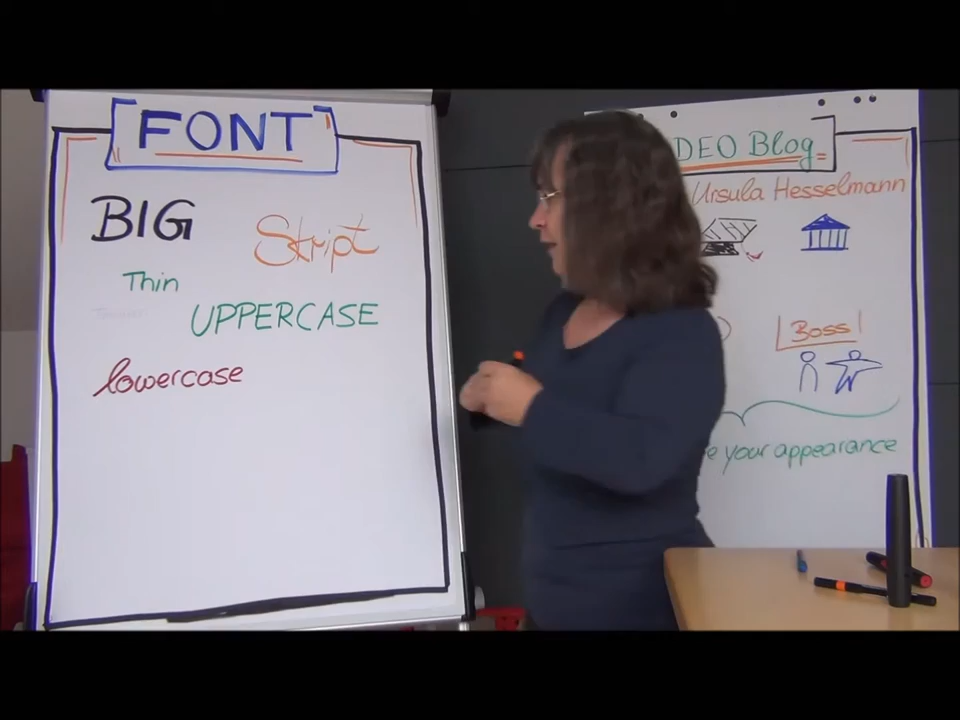 FONT
BIG
Skript
Thin
UPPERCASE
lowercase
DEO Blog
Ursula Hesselmann
Boss
your appearance